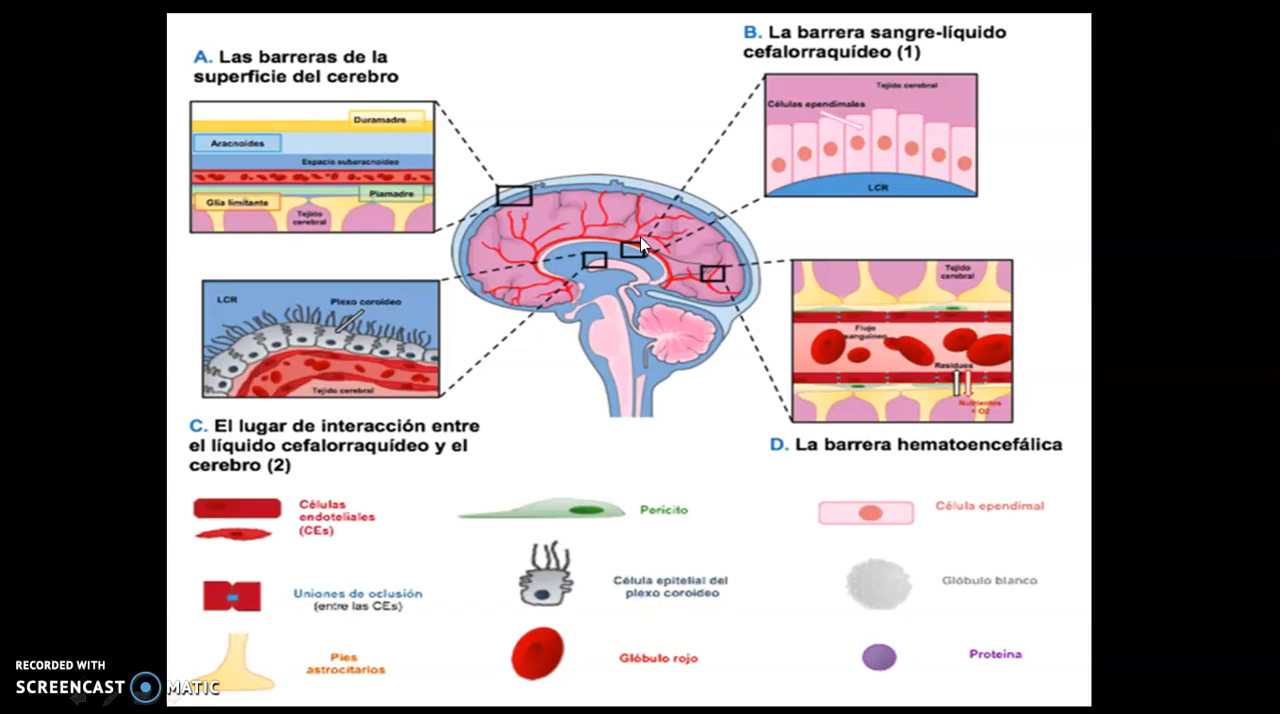 A. Las barreras de la
superficie del cerebro
Duramadre
Aracnoides
Espacio subaracnoideo
Piamadre
Glia limitante
Tejido
cerebral
B. La barrera sangre-líquido
cefalorraquídeo (1)
Tejido cerebral
Células ependimales
LCR
LCR
Plexo coroideo
Tejido cerebral
C. El lugar de interacción entre
el líquido cefalorraquídeo y el
cerebro (2)
Tejido
cerebral
Flujo
sanguíneo
Residuos
Nutrientes
+ O2
D. La barrera hematoencefálica
Células
endoteliales
(CEs)
Pericito
Célula ependimal
Uniones de oclusión
(entre las CEs)
Célula epitelial del
plexo coroideo
Glóbulo blanco
Pies
astrocitarios
Glóbulo rojo
Proteina
RECORDED WITH
SCREENCAST MATIC